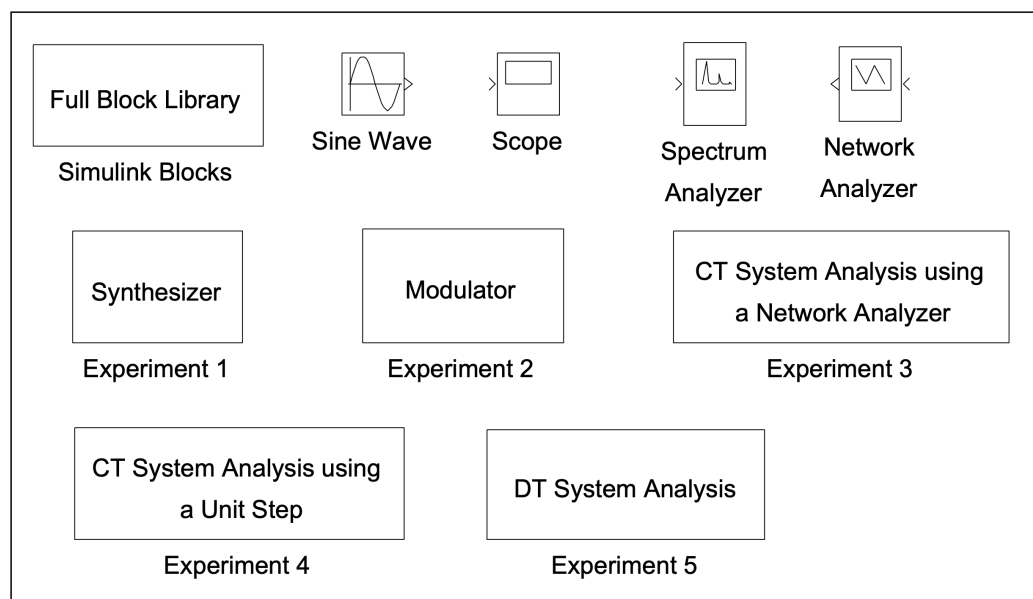 Full Block Library
Simulink Blocks
Sine Wave
Scope
Spectrum
Analyzer
Network
Analyzer
Synthesizer
Experiment 1
Modulator
Experiment 2
CT System Analysis using
a Network Analyzer
Experiment 3
CT System Analysis using
a Unit Step
Experiment 4
DT System Analysis
Experiment 5